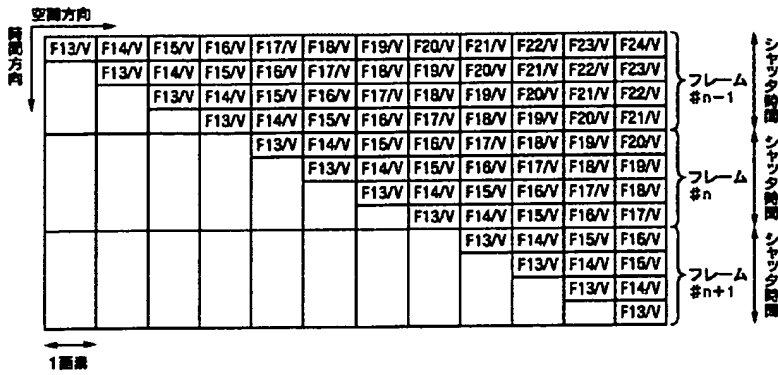 空間方向
時間方向
F13/V F14/V F15/V F16/V F17/V F18/V F19/V F20/V F21/V F22/V F23/V F24/V
F13/V F14/V F15/V F16/V F17/V F18/V F19/V F20/V F21/V F22/V F23/V
F13/V F14/V F15/V F16/V F17/V F18/V F19/V F20/V F21/V F22/V
F13/V F14/V F15/V F16/V F17/V F18/V F19/V F20/V F21/V
フレーム
#n-1
シャッタ時間
F13/V F14/V F15/V F16/V F17/V F18/V F19/V F20/V
F13/V F14/V F15/V F16/V F17/V F18/V F19/V
F13/V F14/V F15/V F16/V F17/V F18/V
F13/V F14/V F15/V F16/V F17/V
フレーム
#n
シャッタ時間
F13/V F14/V F15/V F16/V
F13/V F14/V F15/V
F13/V F14/V
F13/V
フレーム
#n+1
シャッタ時間
1画素